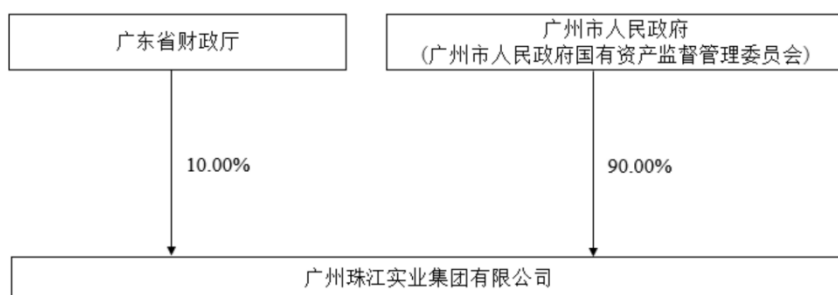 广东省财政厅
广州市人民政府
(广州市人民政府国有资产监督管理委员会)
10.00%
90.00%
广州珠江实业集团有限公司